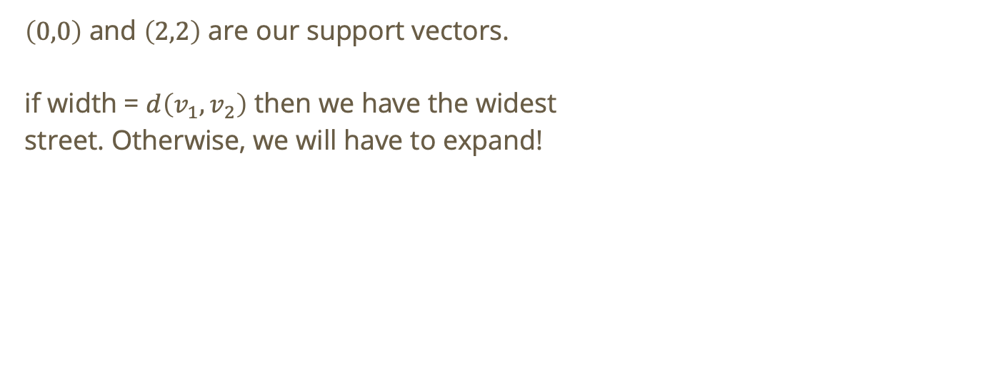 (0,0) and (2,2) are our support vectors.
if width = d(v₁, v₂) then we have the widest
street. Otherwise, we will have to expand!